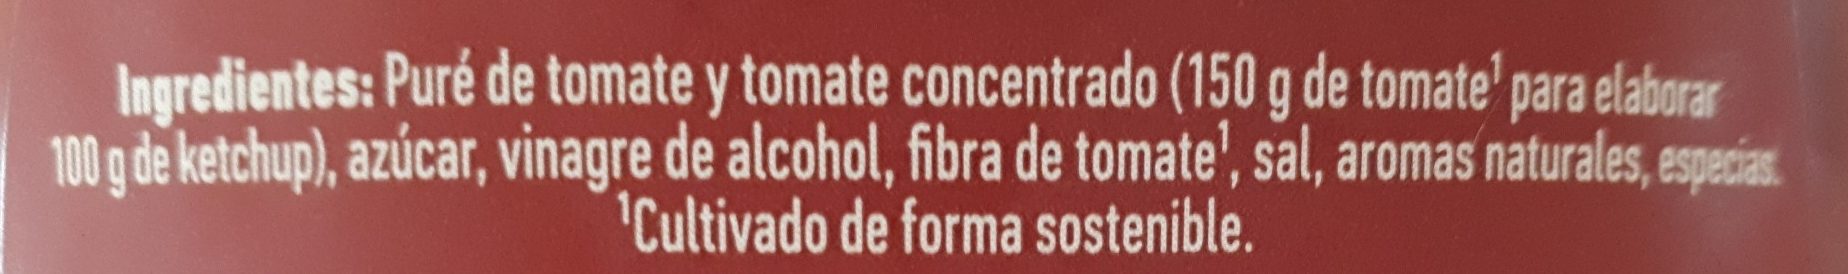 Ingredientes: Puré de tomate y tomate concentrado (150 g de tomate¹ para elaborar
100 g de ketchup), azúcar, vinagre de alcohol, fibra de tomate¹, sal, aromas naturales, especias.
¹Cultivado de forma sostenible.